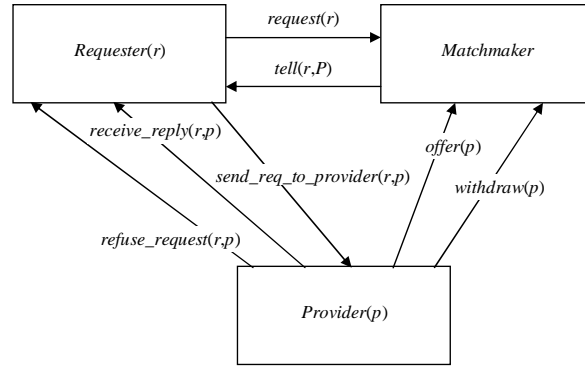 request(r)
Requester(r)
Matchmaker
tell(r,P)
receive_reply(r,p)
offer(p)
send_req_to_provider(r,p)
withdraw(p)
refuse_request(r,p)
Provider(p)